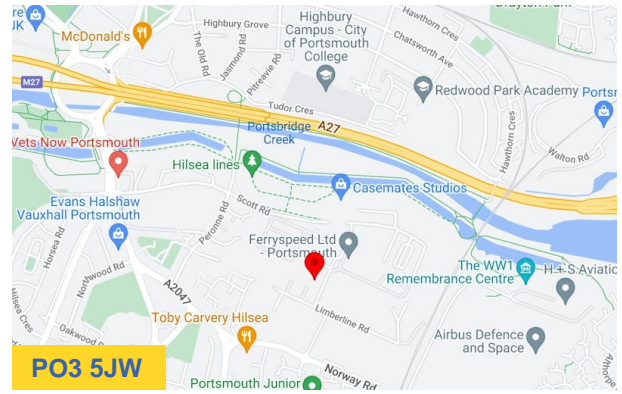 Highbury Grove
Highbury
Campus - City
of Portsmouth
College
Hawthorn Cres
Chatsworth Ave
McDonald's
The Old Rd
Jasmond Rd
Pitreavie Rd
Redwood Park Academy
M27
Tudor Cres
A27
Portsbridge
Creek
Hawthorn Cres
Walton Rd
Vets Now Portsmouth
Hilsea lines
Casemates Studios
Evans Halshaw
Vauxhall Portsmouth
Scott Rd
Peronne Rd
Horsea Rd
Northwood Rd
Ferryspeed Ltd
- Portsmouth
The WW1
Remembrance Centre
A2047
Hilsea Cres
Limberline Rd
Toby Carvery Hilsea
Oakwood Rd
Airbus Defence
and Space
Norway Rd
Portsmouth Junior
PO3 5JW